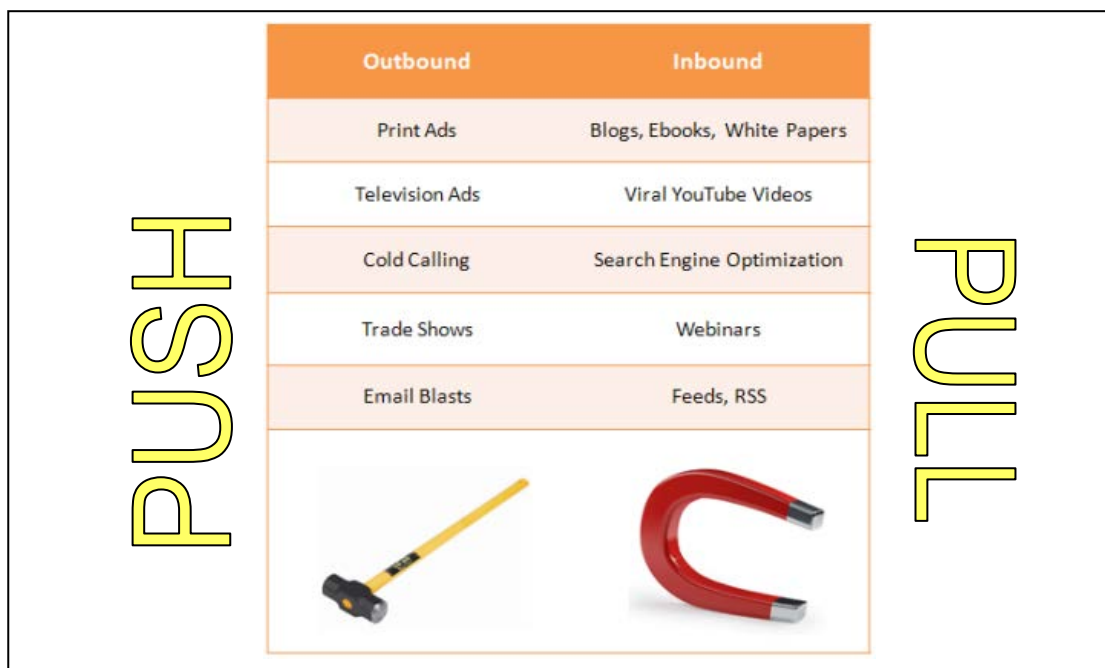 PUSH
Outbound Inbound
Print Ads Blogs, Ebooks, White Papers
Television Ads Viral YouTube Videos
Cold Calling Search Engine Optimization
Trade Shows Webinars
Email Blasts Feeds, RSS
PULL